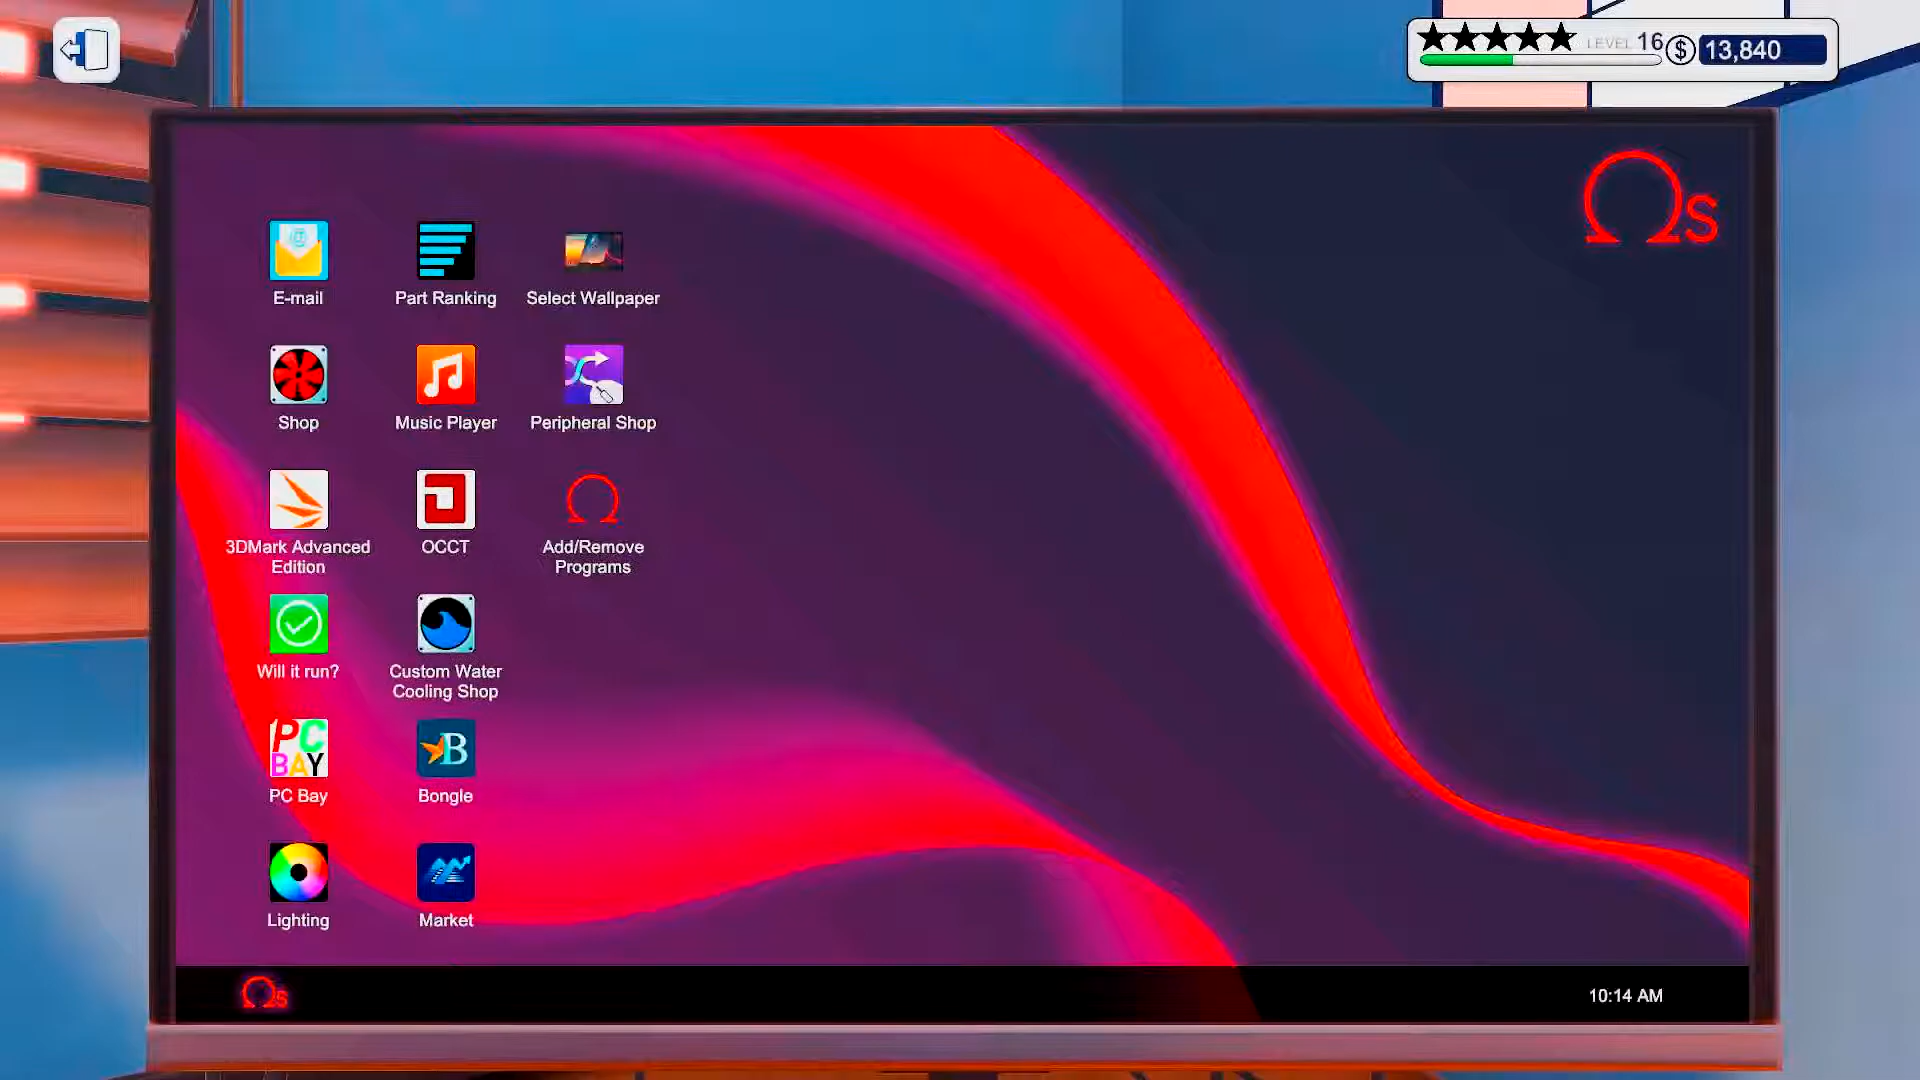 LEVEL 16 $ 13,840
Ωs
E-mail
Part Ranking
Select Wallpaper
Shop
Music Player
Peripheral Shop
3DMark Advanced
Edition
OCCT
Add/Remove
Programs
Will it run?
Custom Water
Cooling Shop
PC
BAY
PC Bay
B
Bongle
Lighting
Market
Ωs
10:14 AM